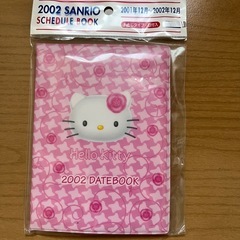 2002 SANRIO
SCHEDULE BOOK
2001年12月～2002年12月
Hello Kitty
2002 DATEBOOK